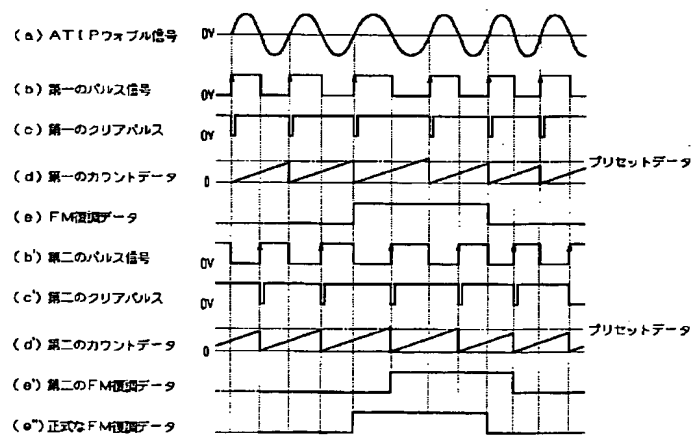 (a) ATIPウォブル信号 0V
(b) 第一のパルス信号 0V
(c) 第一のクリアパルス 0V
(d) 第一のカウントデータ 0 プリセットデータ
(e) FM復調データ
(b') 第二のパルス信号 0V
(c') 第二のクリアパルス 0V
(d') 第二のカウントデータ 0 プリセットデータ
(e') 第二のFM復調データ
(e") 正式なFM復調データ